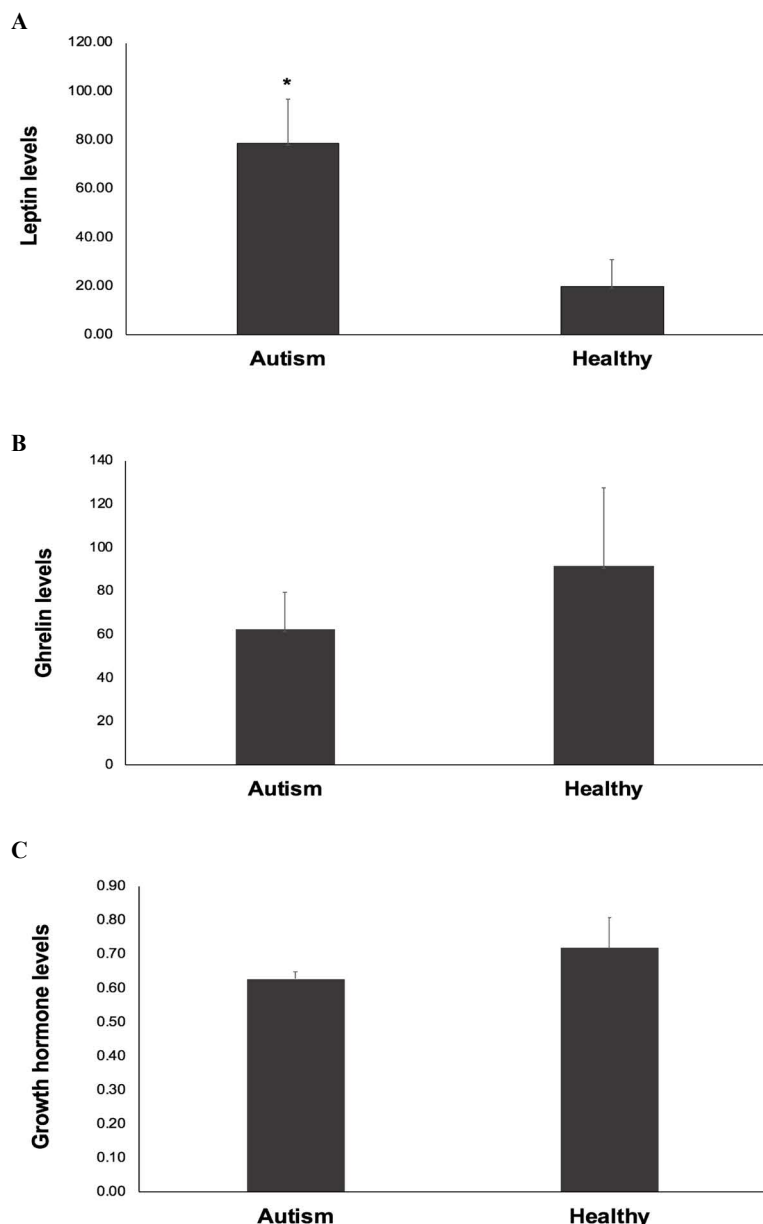 A
120.00
100.00
80.00
60.00
40.00
20.00
0.00
Leptin levels
*
Autism Healthy
B
140
120
100
80
60
40
20
0
Ghrelin levels
Autism Healthy
C
0.90
0.80
0.70
0.60
0.50
0.40
0.30
0.20
0.10
0.00
Growth hormone levels
Autism Healthy